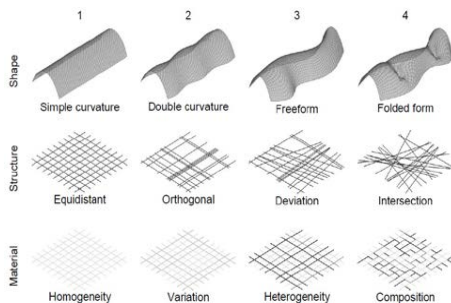 1 2 3 4
Shape
Simple curvature Double curvature Freeform Folded form
Structure
Equidistant Orthogonal Deviation Intersection
Material
Homogeneity Variation Heterogeneity Composition